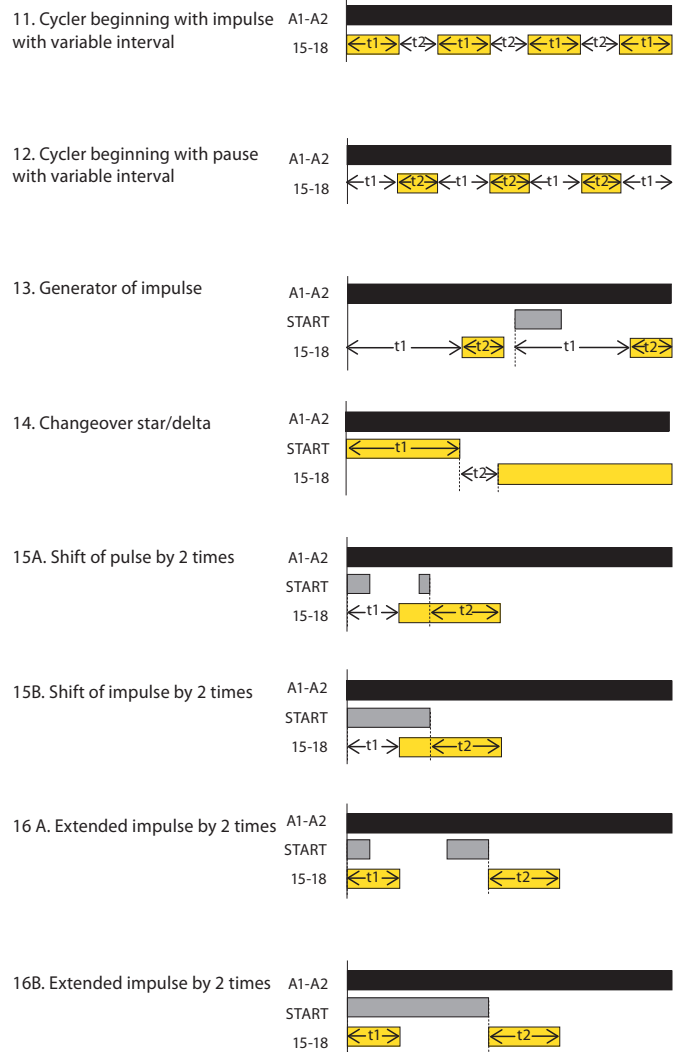 11. Cycler beginning with impulse
with variable interval
A1-A2
15-18
t1 t2 t1 t2 t1 t2 t1
12. Cycler beginning with pause
with variable interval
A1-A2
15-18
t1 t2 t1 t2 t1 t2 t1
13. Generator of impulse
A1-A2
START
15-18
t1 t2 t1 t2
14. Changeover star/delta
A1-A2
START
t1
15-18
t2
15A. Shift of pulse by 2 times
A1-A2
START
15-18
t1 t2
15B. Shift of impulse by 2 times
A1-A2
START
15-18
t1 t2
16 A. Extended impulse by 2 times
A1-A2
START
15-18
t1 t2
16B. Extended impulse by 2 times
A1-A2
START
15-18
t1 t2